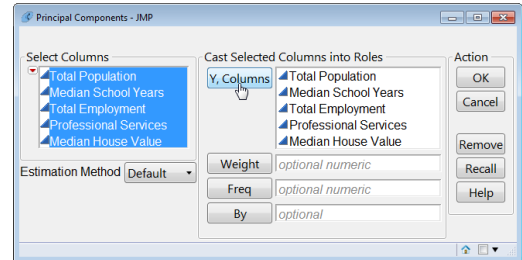 Principal Components - JMP
Select Columns
Total Population
Median School Years
Total Employment
Professional Services
Median House Value
Estimation Method Default
Cast Selected Columns into Roles
Y, Columns
Total Population
Median School Years
Total Employment
Professional Services
Median House Value
Weight optional numeric
Freq optional numeric
By optional
Action
OK
Cancel
Remove
Recall
Help